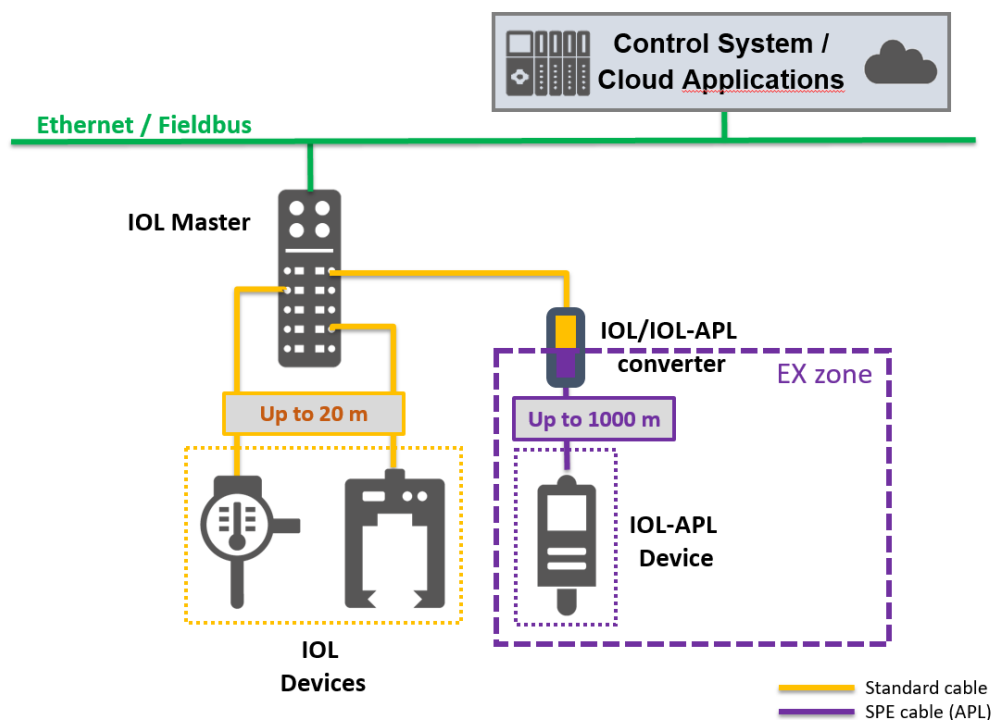 Control System /
Cloud Applications
Ethernet / Fieldbus
IOL Master
IOL/IOL-APL
converter
EX zone
Up to 20 m
Up to 1000 m
IOL-APL
Device
IOL
Devices
Standard cable
SPE cable (APL)